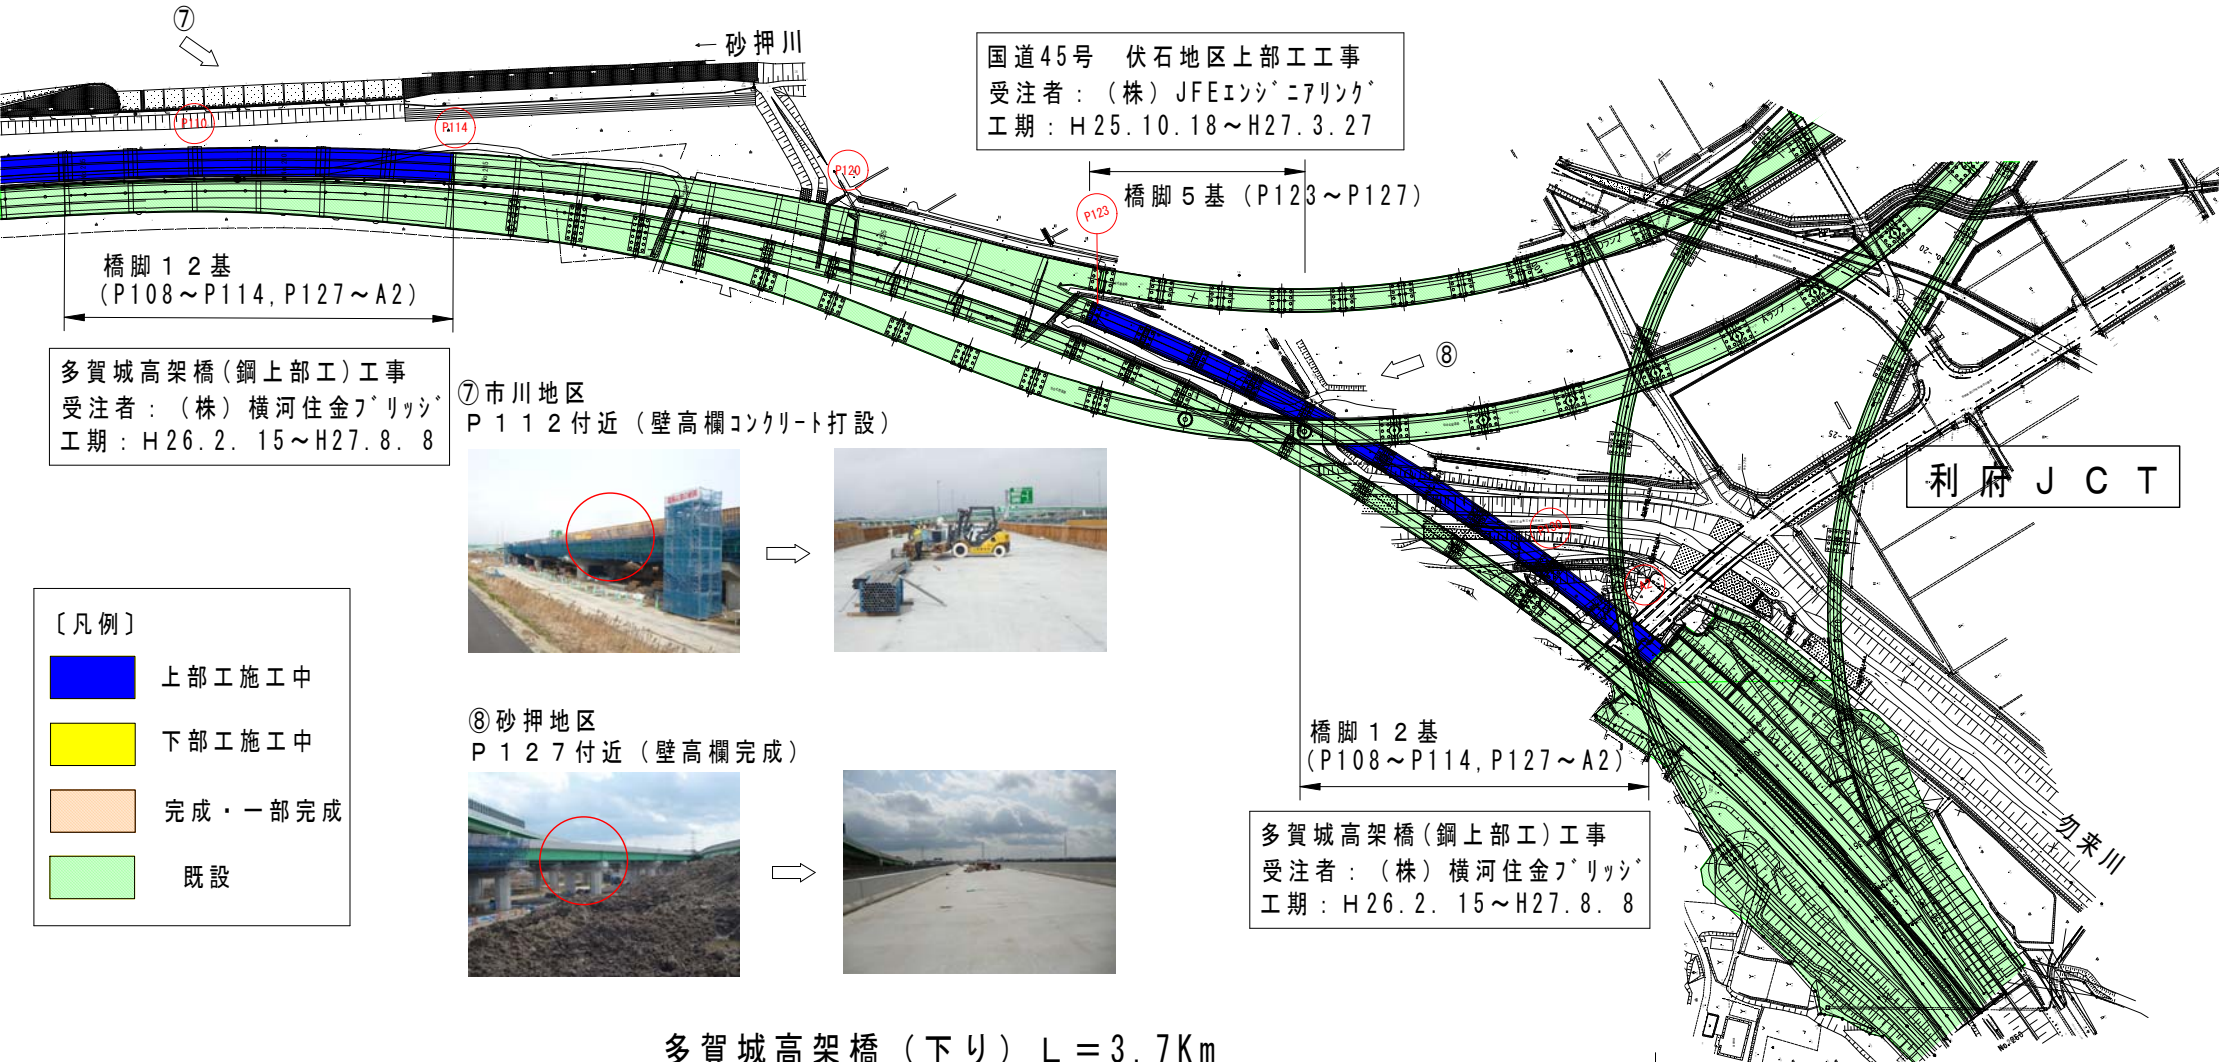 ⑦
← 砂押川
国道45号　伏石地区上部工工事
受注者：（株）JFEｴﾝｼﾞﾆｱﾘﾝｸﾞ
工期：H25.10.18～H27.3.27
P110
P114
P120
P123
橋脚５基（P123～P127）
橋脚１２基
（P108～P114,P127～A2）
多賀城高架橋(鋼上部工)工事
受注者：（株）横河住金ﾌﾞﾘｯｼﾞ
工期：H26.2. 15～H27.8. 8
⑧
⑦市川地区
Ｐ１１２付近（壁高欄ｺﾝｸﾘｰﾄ打設）
利府ＪＣＴ
P130
A2
〔凡例〕
上部工施工中
下部工施工中
完成・一部完成
既設
⑧砂押地区
Ｐ１２７付近（壁高欄完成）
橋脚１２基
（P108～P114,P127～A2）
多賀城高架橋(鋼上部工)工事
受注者：（株）横河住金ﾌﾞﾘｯｼﾞ
工期：H26.2. 15～H27.8. 8
勿来川
多賀城高架橋（下り）Ｌ＝3.7Km